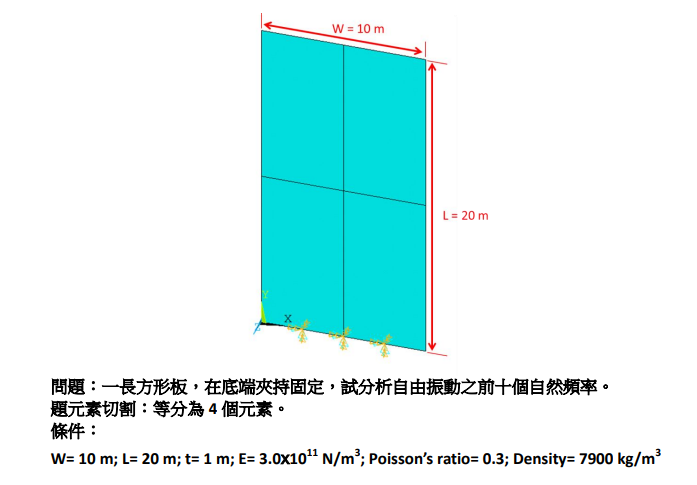 W = 10 m
L = 20 m
Y
X
Z
問題：一長方形板，在底端夾持固定，試分析自由振動之前十個自然頻率。
題元素切割：等分為 4 個元素。
條件：
W= 10 m; L= 20 m; t= 1 m; E= 3.0x10¹¹ N/m³; Poisson’s ratio= 0.3; Density= 7900 kg/m³